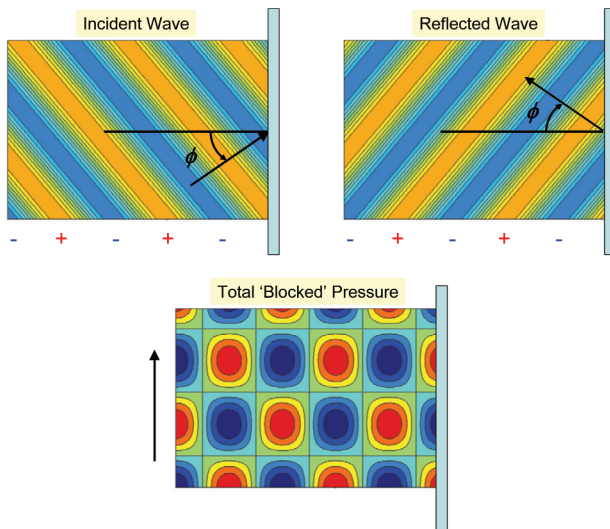 Incident Wave
Reflected Wave
ϕ
ϕ
- + - + -
- + - + -
Total ‘Blocked’ Pressure